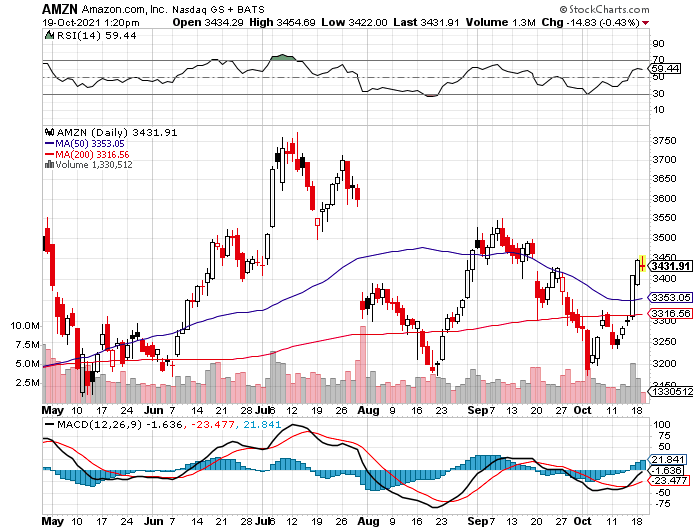 AMZN Amazon.com, Inc. Nasdaq GS + BATS © StockCharts.com
19-Oct-2021 1:20pm Open 3434.29 High 3454.69 Low 3422.00 Last 3431.91 Volume 1.3M Chg -14.83 (-0.43%)
RSI(14) 59.44
90
70
59.44
50
30
10
AMZN (Daily) 3431.91
MA(50) 3353.05
MA(200) 3316.56
Volume 1,330,512
3750
3700
3650
3600
3550
3500
3450
3431.91
3400
3353.05
3316.56
3250
3200
3150
1330512
10.0M
7.5M
5.0M
2.5M
May 10 17 24 Jun 7 14 21 28 Jul 6 12 19 26 Aug 9 16 23 Sep 7 13 20 27 Oct 11 18
MACD(12,26,9) -1.636, -23.477, 21.841
100
75
50
21.841
-1.636
-23.477
-50
-75
May 10 17 24 Jun 7 14 21 28 Jul 6 12 19 26 Aug 9 16 23 Sep 7 13 20 27 Oct 11 18